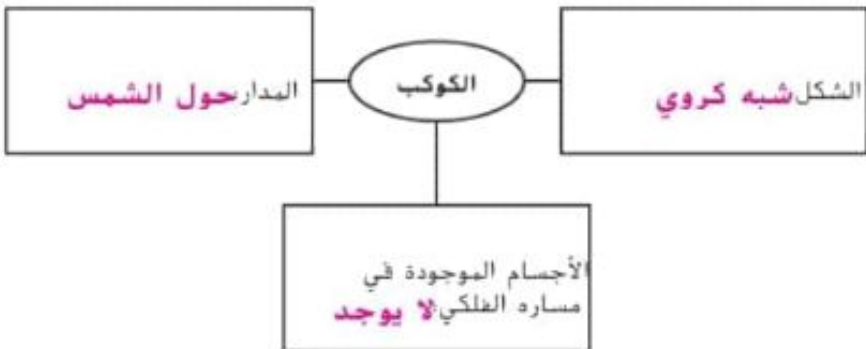 الكوكب
الشكل شبه كروي
المدار حول الشمس
الأجسام الموجودة في
مساره الفلكي لا يوجد